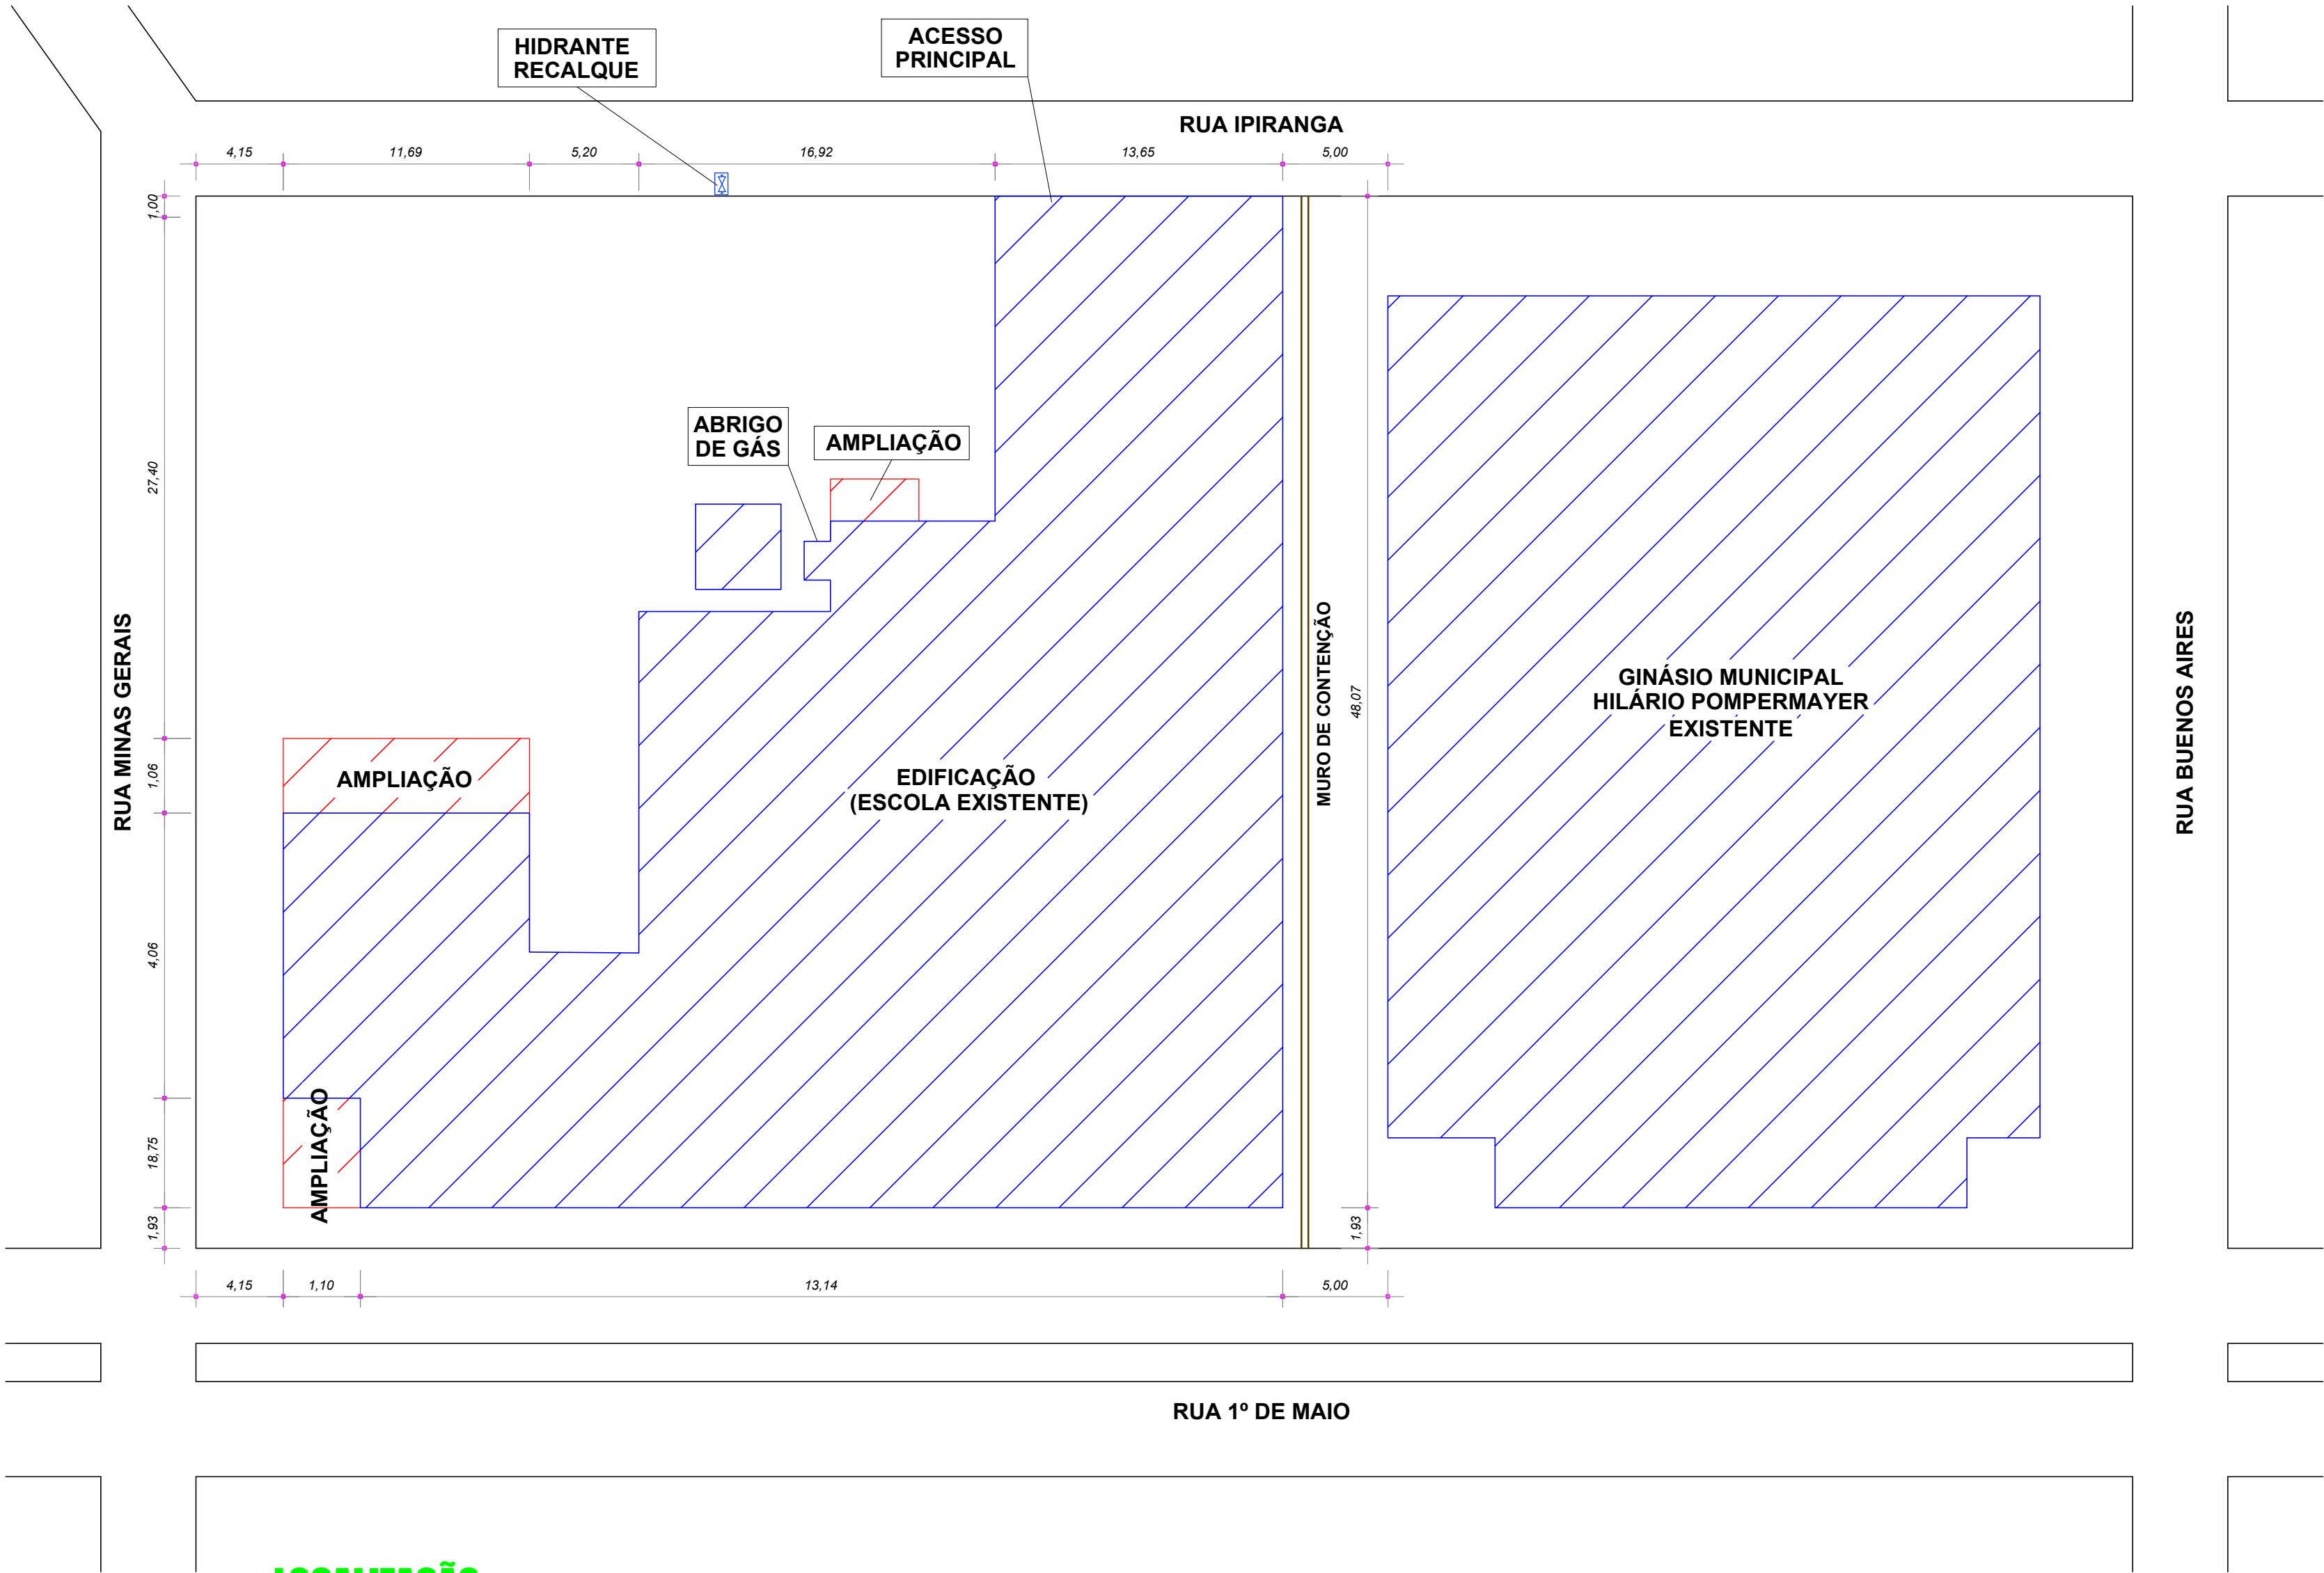 HIDRANTE
RECALQUE
ACESSO
PRINCIPAL
RUA IPIRANGA
4,15
11,69
5,20
16,92
13,65
5,00
1,00
27,40
1,06
4,06
18,75
1,93
RUA MINAS GERAIS
ABRIGO
DE GÁS
AMPLIAÇÃO
AMPLIAÇÃO
AMPLIAÇÃO
EDIFICAÇÃO
(ESCOLA EXISTENTE)
MURO DE CONTENÇÃO
48,07
1,93
GINÁSIO MUNICIPAL
HILÁRIO POMPERMAYER
EXISTENTE
RUA BUENOS AIRES
4,15
1,10
13,14
5,00
RUA 1º DE MAIO